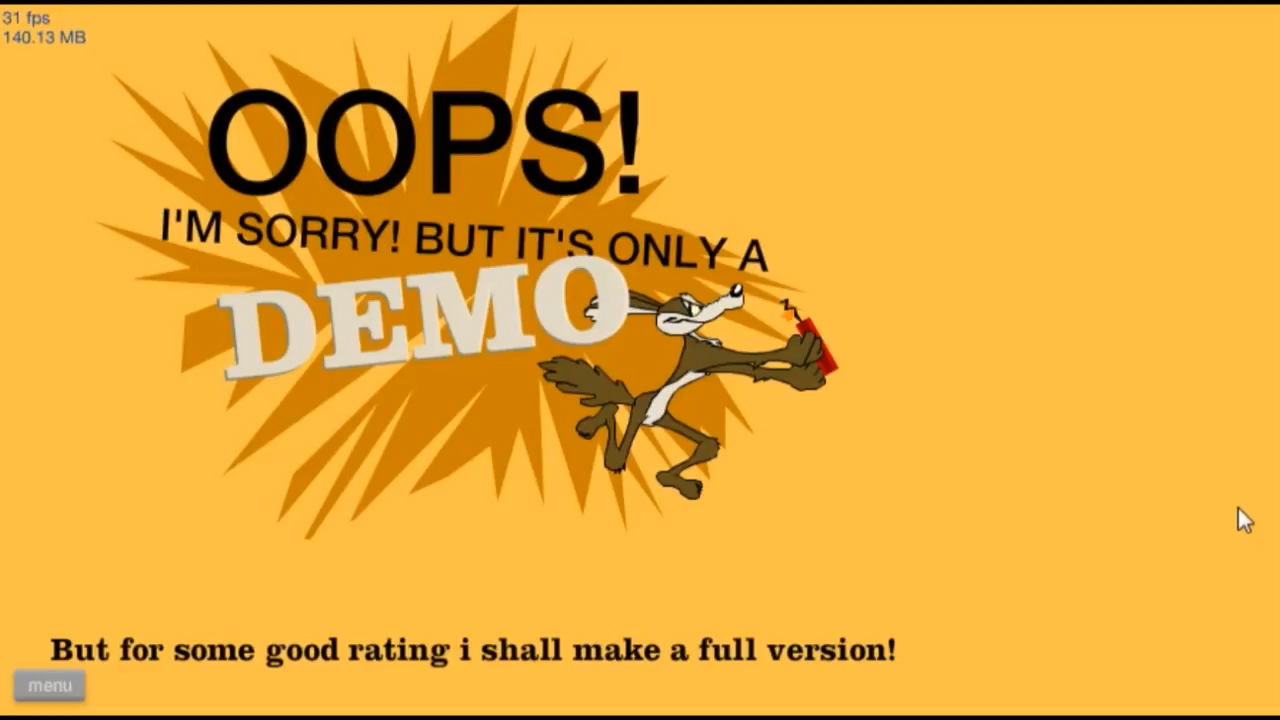 31 fps
140.13 MB
OOPS!
I'M SORRY! BUT IT'S ONLY A
DEMO
But for some good rating i shall make a full version!
menu